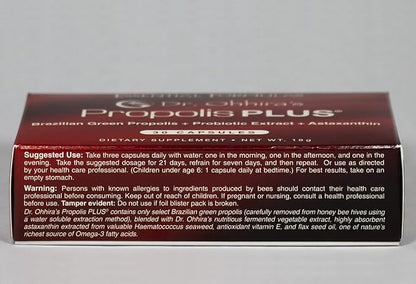 Dr. Ohhira's
Propolis PLUS®
Brazilian Green Propolis + Probiotic Extract + Astaxanthin
30 CAPSULES
DIETARY SUPPLEMENT • NET WT.
Suggested Use: Take three capsules daily with water: one in the morning, one in the afternoon, and one in the
evening. Take the suggested dosage for 21 days, refrain for seven days, and then repeat. Or use as directed
by your health care professional. (Children under age 6: 1 capsule daily at bedtime.) For best results, take on an
empty stomach.
Warning: Persons with known allergies to ingredients produced by bees should contact their health care
professional before consuming. Keep out of reach of children. If pregnant or nursing, consult a health professional
before use. Tamper evident: Do not use if foil blister pack is broken.
Dr. Ohhira's Propolis PLUS® contains only select Brazilian green propolis (carefully removed from honey bee hives using
a water soluble extraction method), blended with Dr. Ohhira's nutritious fermented vegetable extract, highly absorbent
astaxanthin extracted from valuable Haematococcus seaweed, antioxidant vitamin E, and flax seed oil, one of nature's
richest source of Omega-3 fatty acids.